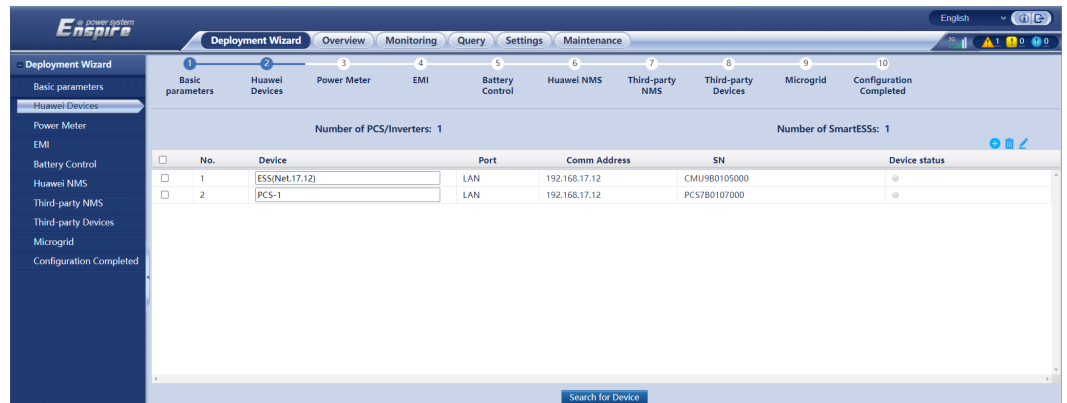 e power system
Enspire
English
Deployment Wizard Overview Monitoring Query Settings Maintenance
3G 1 0 0
Deployment Wizard
Basic parameters
Huawei Devices
Power Meter
EMI
Battery Control
Huawei NMS
Third-party NMS
Third-party Devices
Microgrid
Configuration Completed
1 2 3 4 5 6 7 8 9 10
Basic parameters
Huawei Devices
Power Meter
EMI
Battery Control
Huawei NMS
Third-party NMS
Third-party Devices
Microgrid
Configuration Completed
Number of PCS/Inverters: 1
Number of SmartESSs: 1
No. Device Port Comm Address SN Device status
1 ESS(Net.17.12) LAN 192.168.17.12 CMU9B0105000
2 PCS-1 LAN 192.168.17.12 PCS7B0107000
Search for Device